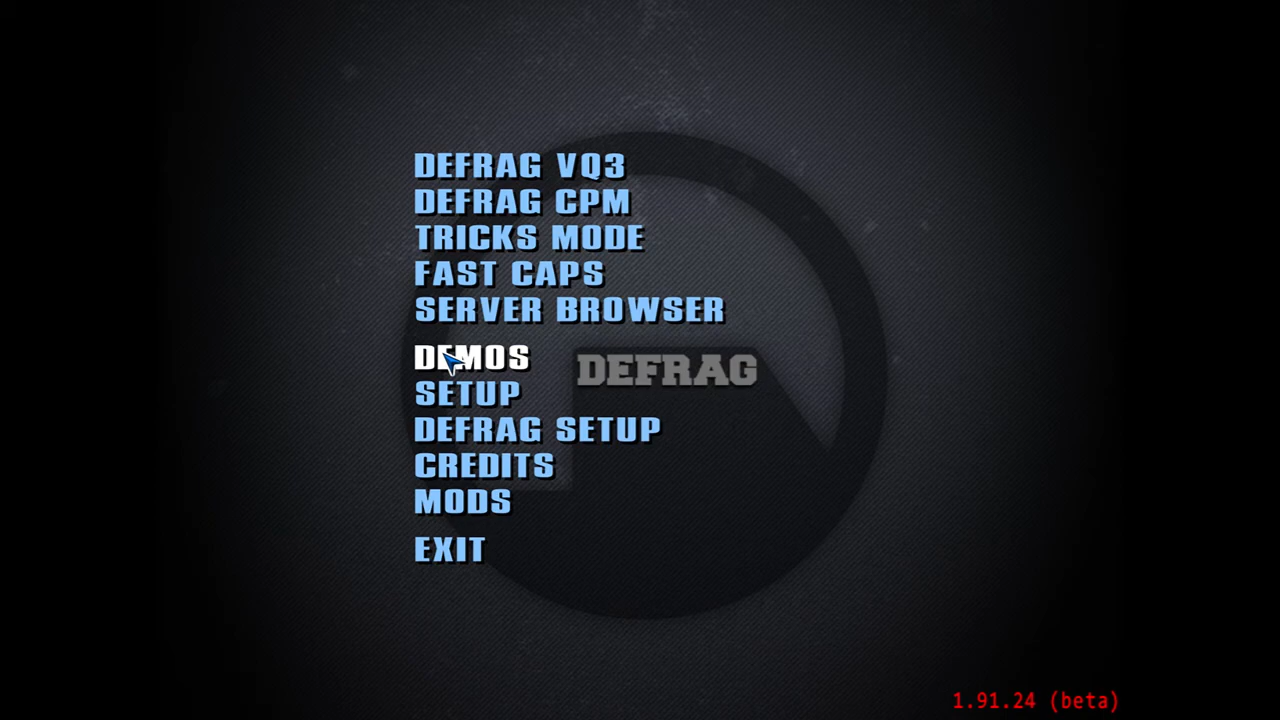 DEFRAG VQ3
DEFRAG CPM
TRICKS MODE
FAST CAPS
SERVER BROWSER
DEMOS
DEFRAG
SETUP
DEFRAG SETUP
CREDITS
MODS
EXIT
1.91.24 (beta)